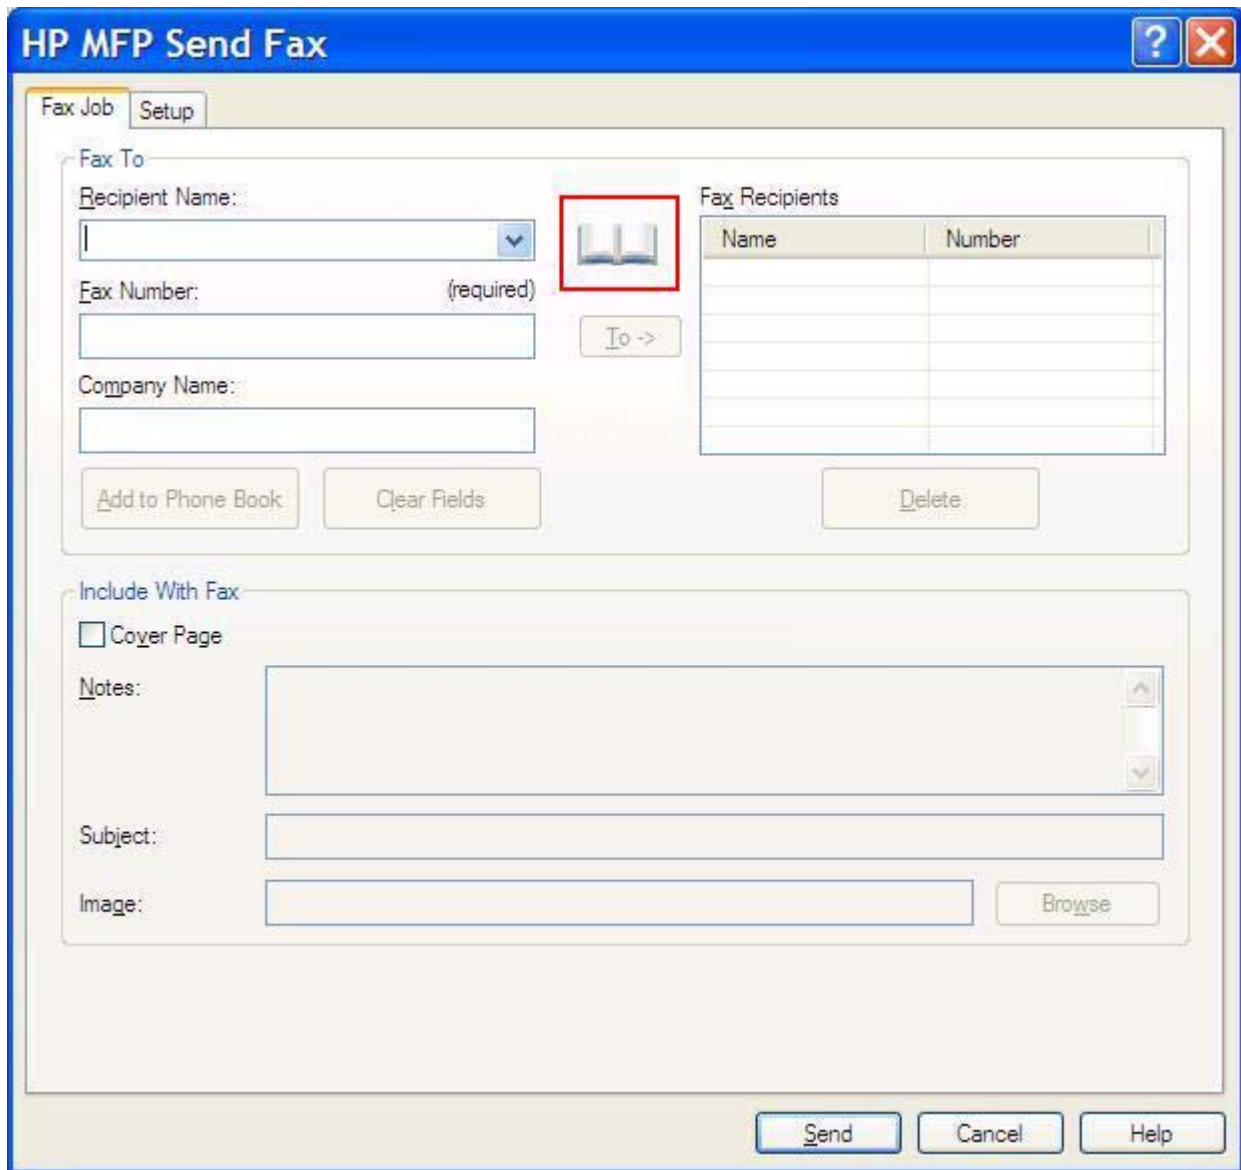 HP MFP Send Fax
Fax Job
Setup
Fax To
Recipient Name:
Fax Number:
(required)
Company Name:
Add to Phone Book
Clear Fields
To ->
Fax Recipients
Name
Number
Delete
Include With Fax
Cover Page
Notes:
Subject:
Image:
Browse
Send
Cancel
Help